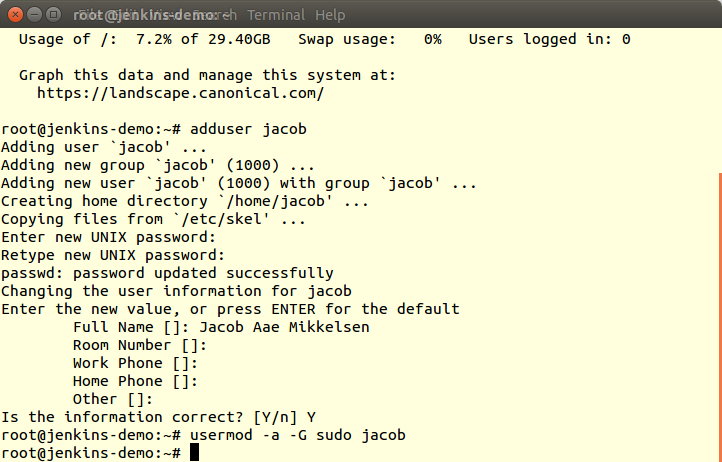 root@jenkins-demo: ~
Usage of /:  7.2% of 29.40GB   Swap usage:   0%   Users logged in: 0
Graph this data and manage this system at:
https://landscape.canonical.com/
root@jenkins-demo:~# adduser jacob
Adding user `jacob' ...
Adding new group `jacob' (1000) ...
Adding new user `jacob' (1000) with group `jacob' ...
Creating home directory `/home/jacob' ...
Copying files from `/etc/skel' ...
Enter new UNIX password:
Retype new UNIX password:
passwd: password updated successfully
Changing the user information for jacob
Enter the new value, or press ENTER for the default
Full Name []: Jacob Aae Mikkelsen
Room Number []:
Work Phone []:
Home Phone []:
Other []:
Is the information correct? [Y/n] Y
root@jenkins-demo:~# usermod -a -G sudo jacob
root@jenkins-demo:~#